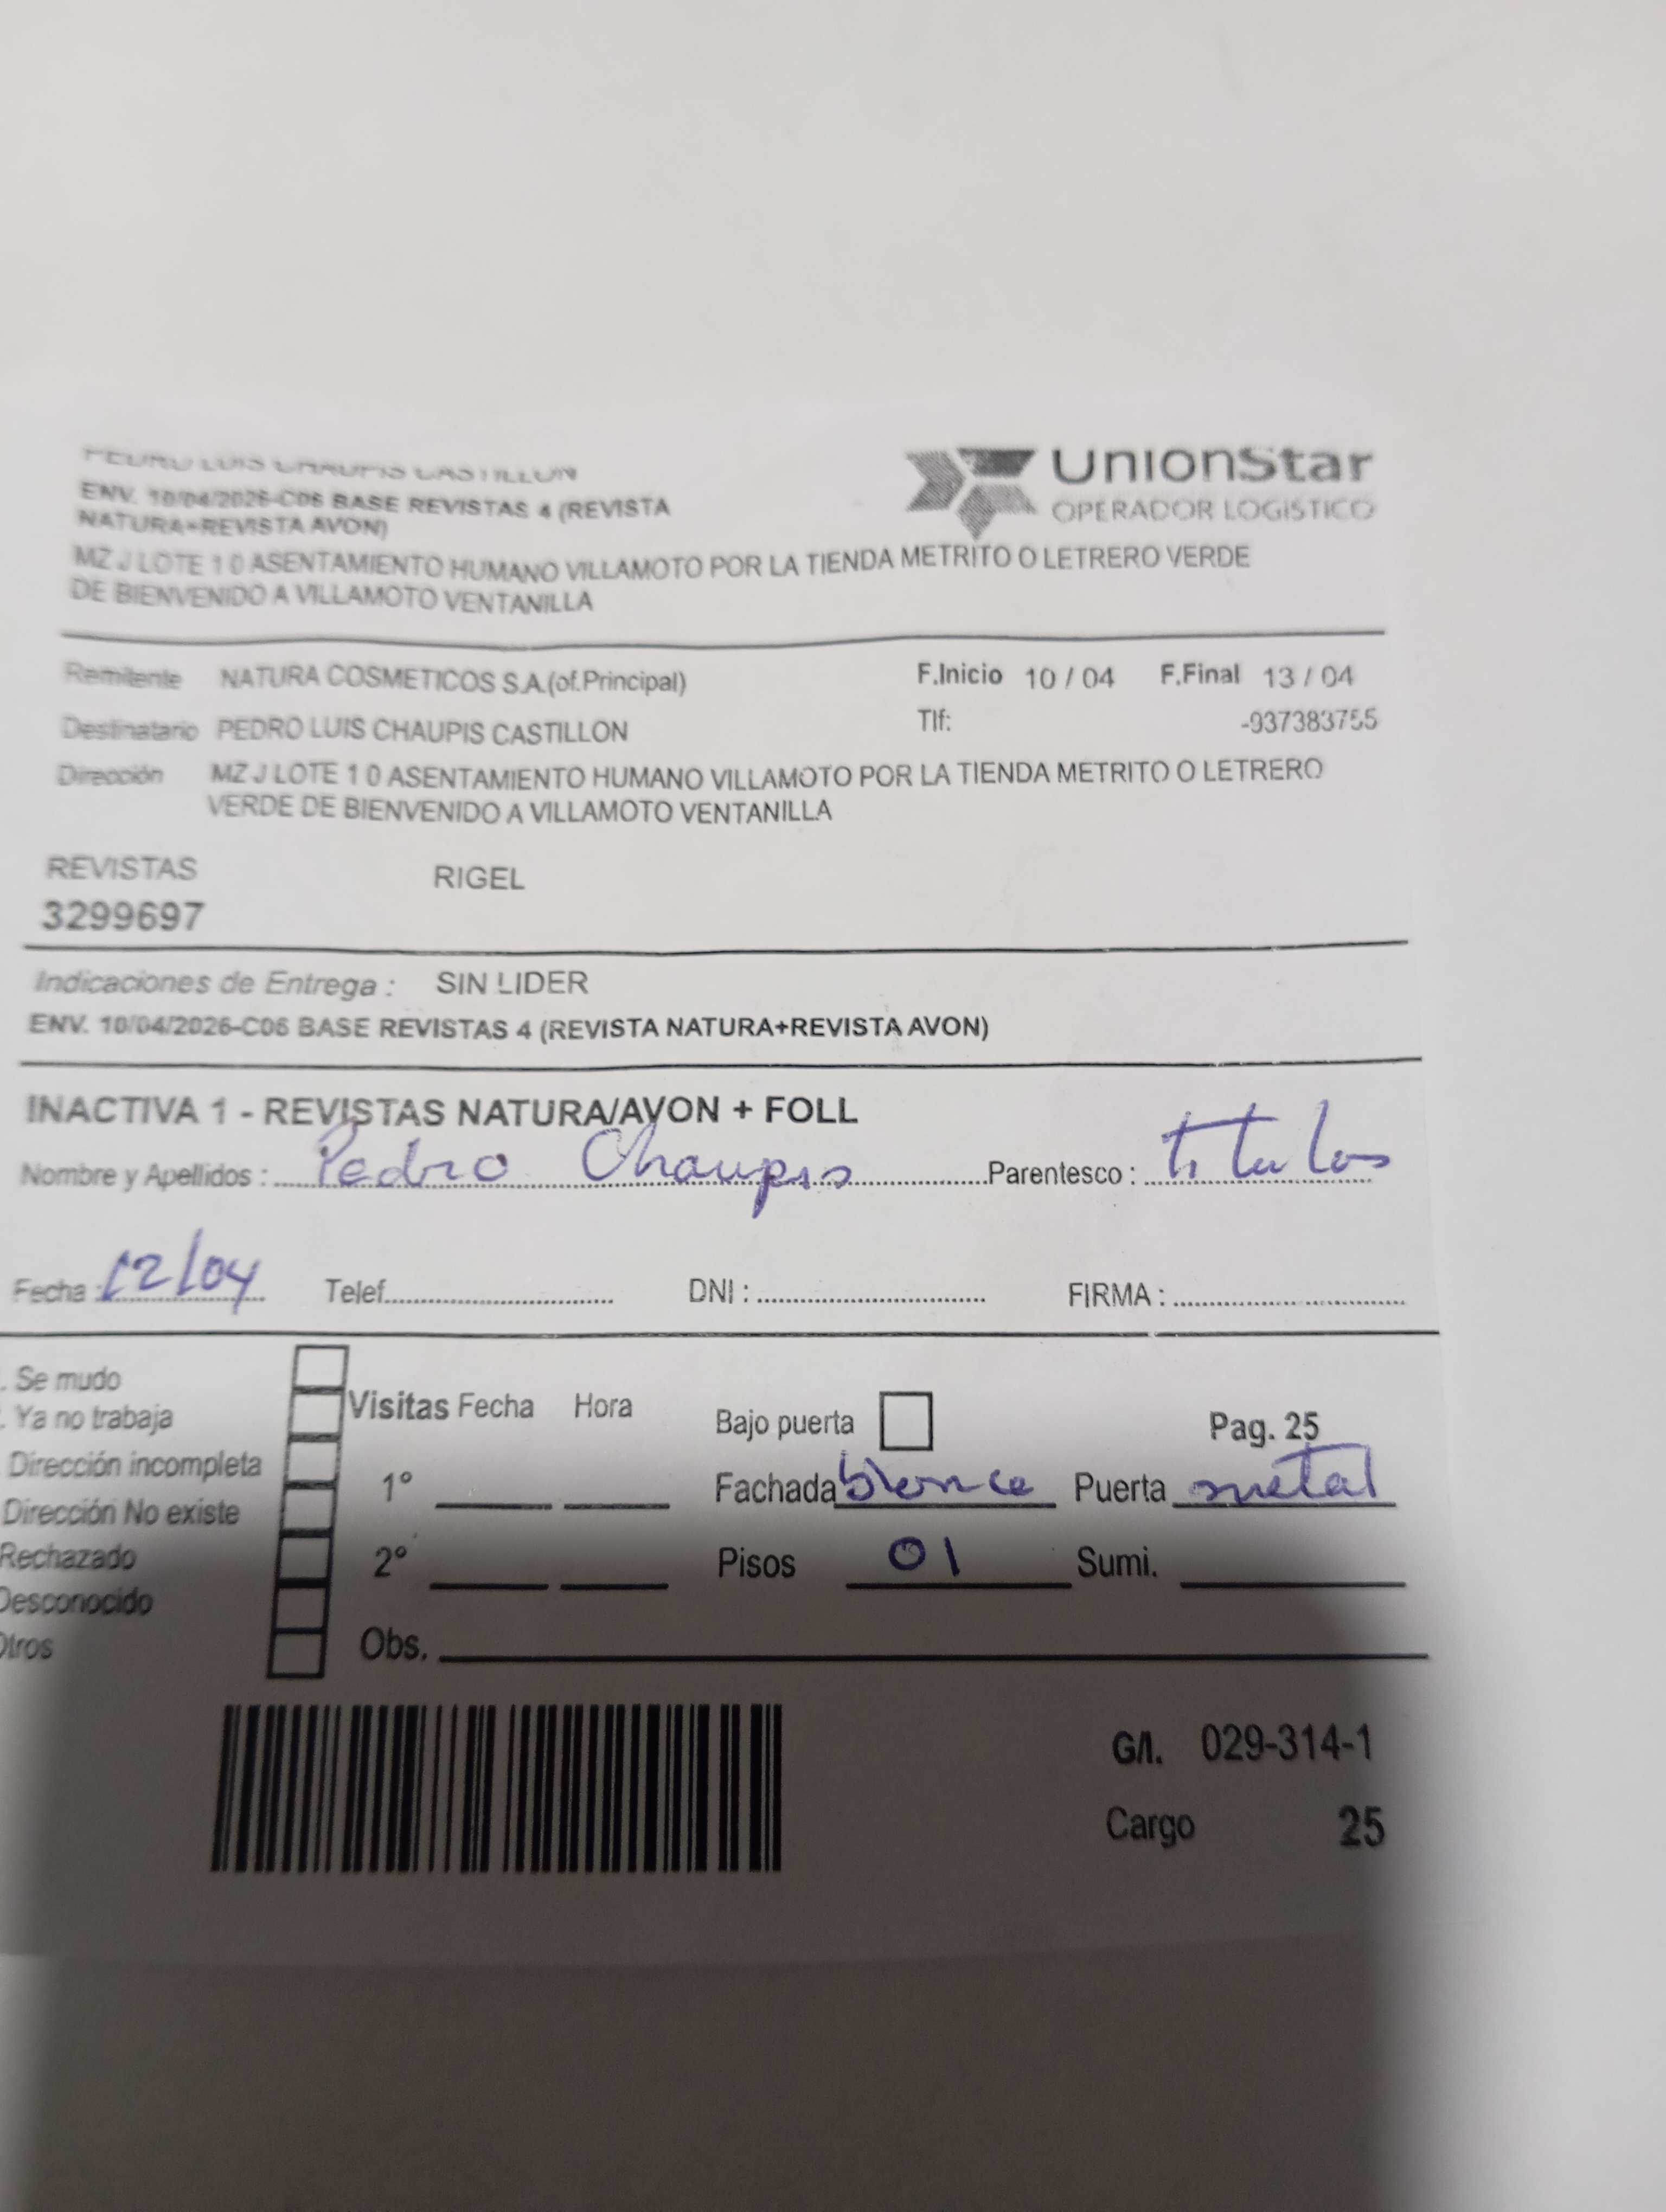 PEDRO LUIS CHAUPIS CASTILLON
ENV. 10/04/2026-C06 BASE REVISTAS 4 (REVISTA
NATURA+REVISTA AVON)
UnionStar
OPERADOR LOGISTICO
MZ J LOTE 1 0 ASENTAMIENTO HUMANO VILLAMOTO POR LA TIENDA METRITO O LETRERO VERDE
DE BIENVENIDO A VILLAMOTO VENTANILLA
Remitente NATURA COSMETICOS S.A.(of.Principal) F.Inicio 10 / 04 F.Final 13 / 04
Destinatario PEDRO LUIS CHAUPIS CASTILLON Tlf: -937383755
Dirección MZ J LOTE 1 0 ASENTAMIENTO HUMANO VILLAMOTO POR LA TIENDA METRITO O LETRERO
VERDE DE BIENVENIDO A VILLAMOTO VENTANILLA
REVISTAS RIGEL
3299697
Indicaciones de Entrega : SIN LIDER
ENV. 10/04/2026-C06 BASE REVISTAS 4 (REVISTA NATURA+REVISTA AVON)
INACTIVA 1 - REVISTAS NATURA/AVON + FOLL
Nombre y Apellidos : Pedro Chaupis Parentesco : titular
Fecha : 12/04 Telef. DNI : FIRMA :
. Se mudo
. Ya no trabaja
Dirección incompleta
Dirección No existe
Rechazado
Desconocido
Otros
Visitas Fecha Hora
1°
2°
Obs.
Bajo puerta Pag. 25
Fachada blanca Puerta metal
Pisos 01 Sumi.
G/I. 029-314-1
Cargo 25